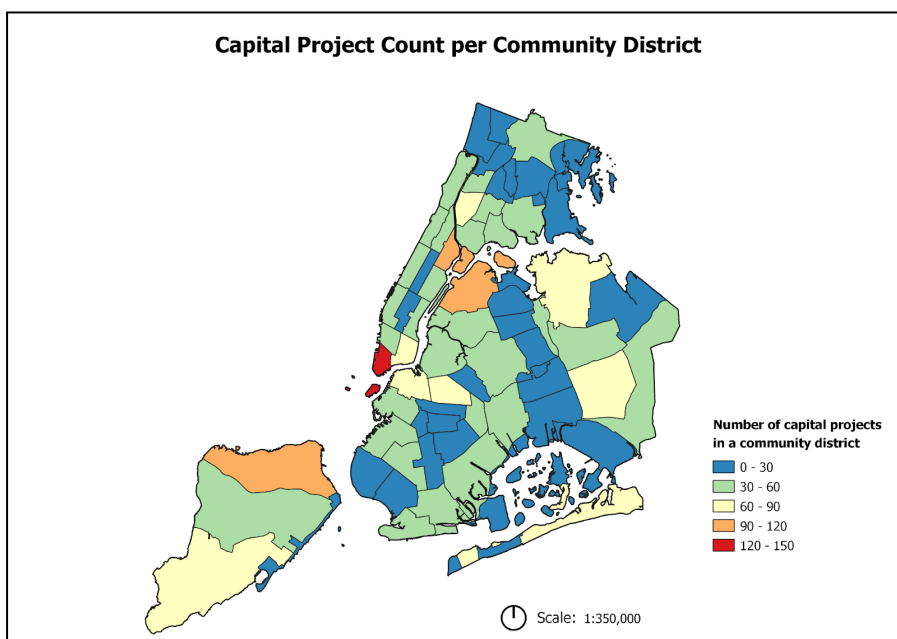 Capital Project Count per Community District
Number of capital projects
in a community district
0 - 30
30 - 60
60 - 90
90 - 120
120 - 150
Scale: 1:350,000